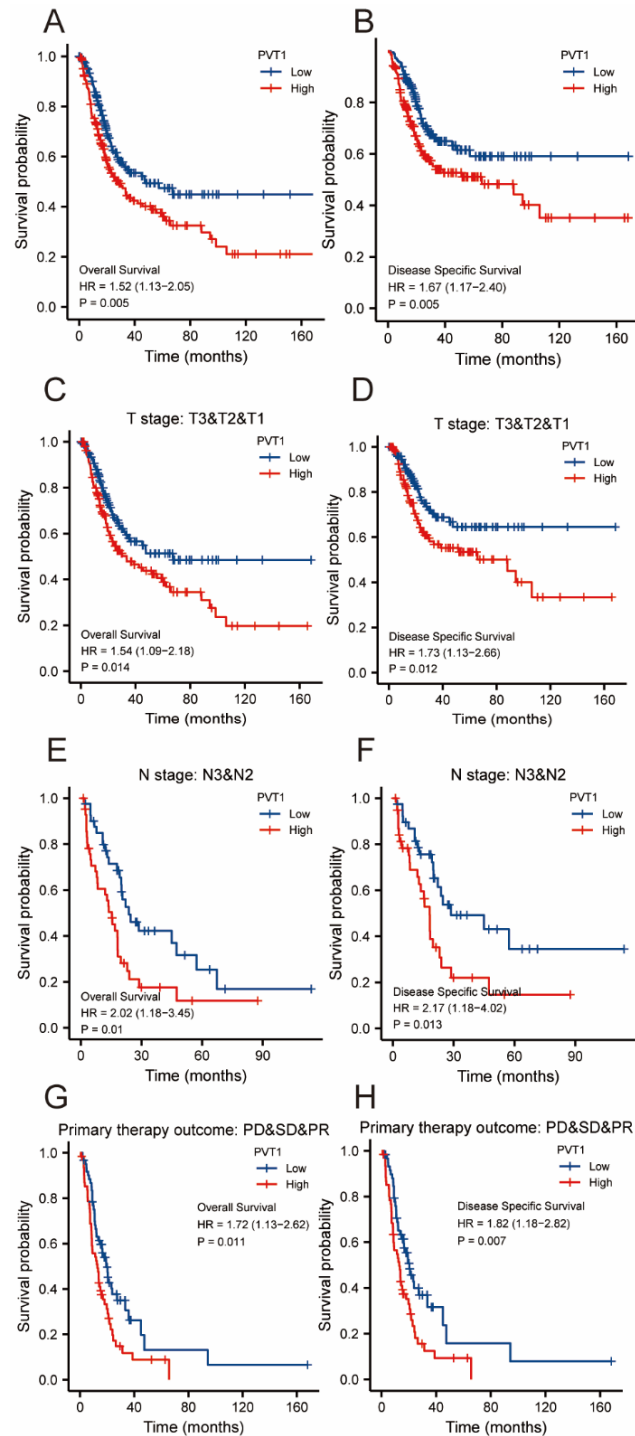 A
PVT1
Low
High
Survival probability
1.0
0.8
0.6
0.4
0.2
0.0
Overall Survival
HR = 1.52 (1.13−2.05)
P = 0.005
0 40 80 120 160
Time (months)
B
PVT1
Low
High
Survival probability
1.0
0.8
0.6
0.4
0.2
0.0
Disease Specific Survival
HR = 1.67 (1.17−2.40)
P = 0.005
0 40 80 120 160
Time (months)
C
T stage: T3&T2&T1
PVT1
Low
High
Survival probability
1.0
0.8
0.6
0.4
0.2
0.0
Overall Survival
HR = 1.54 (1.09−2.18)
P = 0.014
0 40 80 120 160
Time (months)
D
T stage: T3&T2&T1
PVT1
Low
High
Survival probability
1.0
0.8
0.6
0.4
0.2
0.0
Disease Specific Survival
HR = 1.73 (1.13−2.66)
P = 0.012
0 40 80 120 160
Time (months)
E
N stage: N3&N2
PVT1
Low
High
Survival probability
1.0
0.8
0.6
0.4
0.2
0.0
Overall Survival
HR = 2.02 (1.18−3.45)
P = 0.01
0 30 60 90
Time (months)
F
N stage: N3&N2
PVT1
Low
High
Survival probability
1.0
0.8
0.6
0.4
0.2
0.0
Disease Specific Survival
HR = 2.17 (1.18−4.02)
P = 0.013
0 30 60 90
Time (months)
G
Primary therapy outcome: PD&SD&PR
PVT1
Low
High
Survival probability
1.0
0.8
0.6
0.4
0.2
0.0
Overall Survival
HR = 1.72 (1.13−2.62)
P = 0.011
0 40 80 120 160
Time (months)
H
Primary therapy outcome: PD&SD&PR
PVT1
Low
High
Survival probability
1.0
0.8
0.6
0.4
0.2
0.0
Disease Specific Survival
HR = 1.82 (1.18−2.82)
P = 0.007
0 40 80 120 160
Time (months)